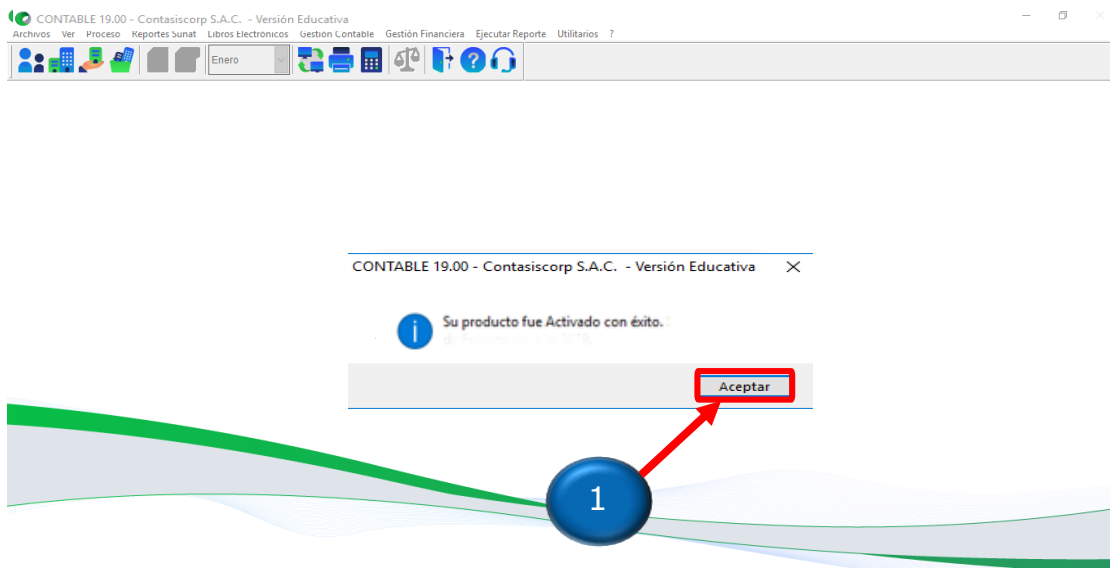 CONTABLE 19.00 - Contasiscorp S.A.C. - Versión Educativa
Archivos Ver Proceso Reportes Sunat Libros Electrónicos Gestión Contable Gestión Financiera Ejecutar Reporte Utilitarios ?
Enero
CONTABLE 19.00 - Contasiscorp S.A.C. - Versión Educativa
Su producto fue Activado con éxito.
Aceptar
1